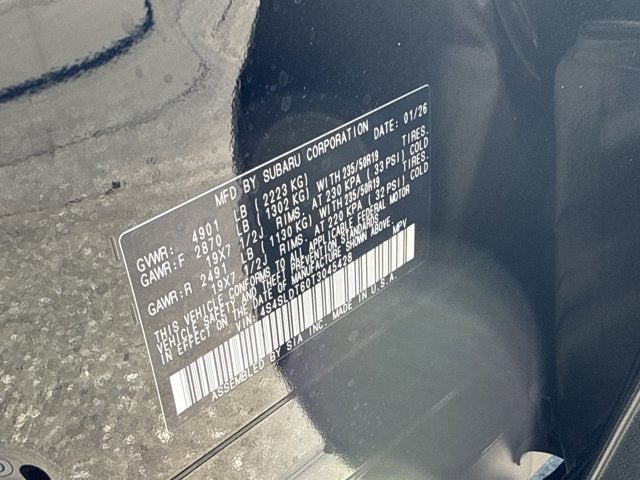 MFD BY SUBARU CORPORATION DATE: 01/26
GVWR: 4901 LB ( 2223 KG)
GAWR:F 2870 LB ( 1302 KG) WITH 235/50R19 TIRES.
19X7 1/2J RIMS. AT 230 KPA ( 33 PSI) COLD
GAWR:R 2491 LB ( 1130 KG) WITH 235/50R19 TIRES.
19X7 1/2J RIMS. AT 220 KPA ( 32 PSI) COLD
THIS VEHICLE CONFORMS TO ALL APPLICABLE FEDERAL MOTOR
VEHICLE SAFETY AND THEFT PREVENTION STANDARDS
IN EFFECT ON THE DATE OF MANUFACTURE SHOWN ABOVE.
VIN: 4S4SLDT6DT3049428 MPV
ASSEMBLED BY SIA INC. MADE IN U.S.A.